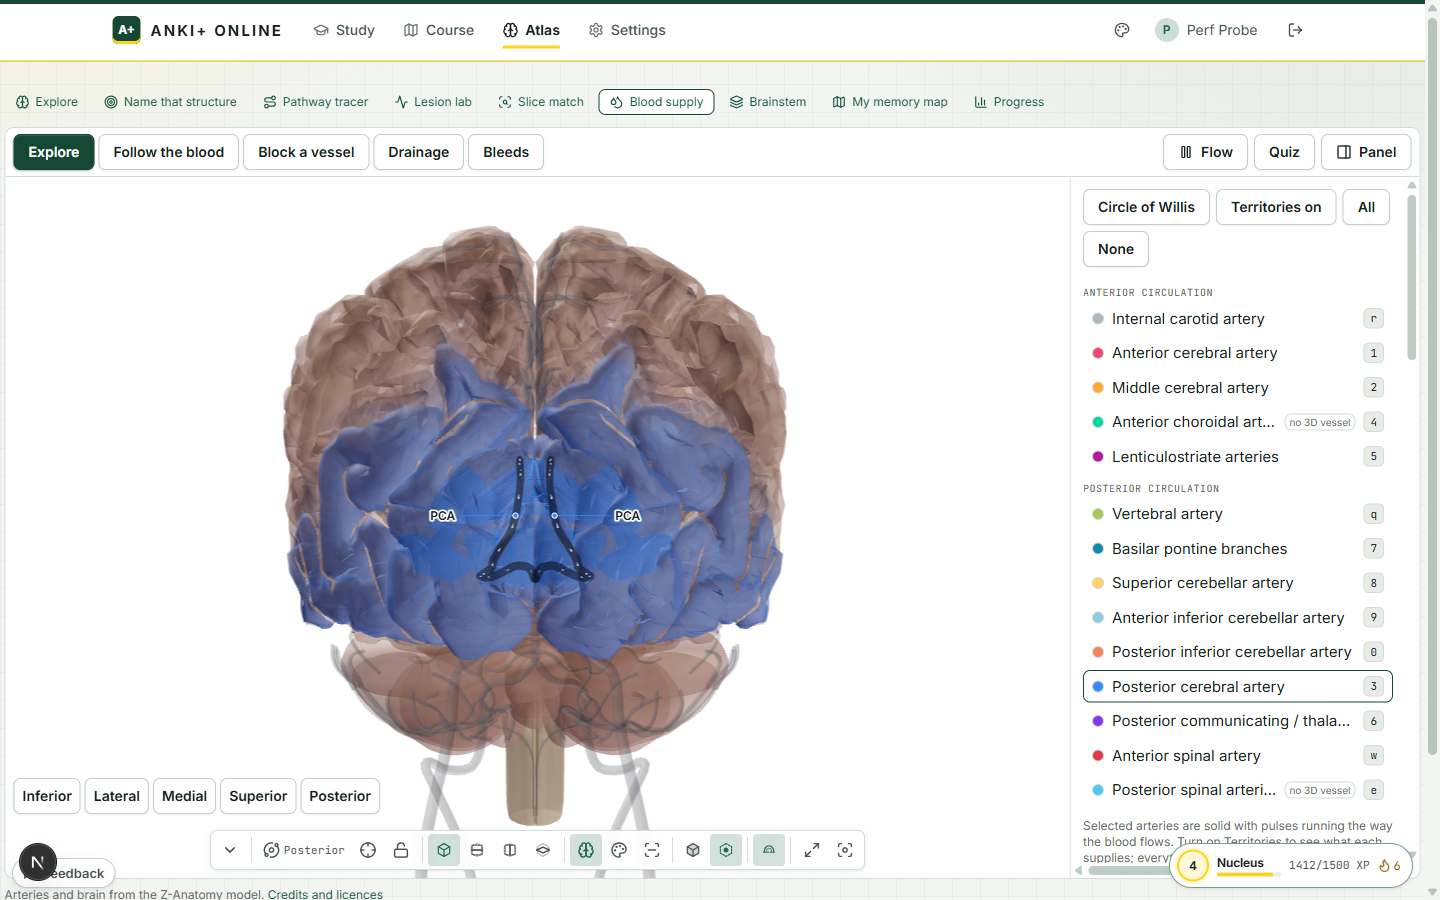 A+ ANKI+ ONLINE Study Course Atlas Settings P Perf Probe
Explore Name that structure Pathway tracer Lesion lab Slice match Blood supply Brainstem My memory map Progress
Explore Follow the blood Block a vessel Drainage Bleeds Flow Quiz Panel
Circle of Willis Territories on All
None
ANTERIOR CIRCULATION
Internal carotid artery r
Anterior cerebral artery 1
Middle cerebral artery 2
Anterior choroidal art... no 3D vessel 4
Lenticulostriate arteries 5
POSTERIOR CIRCULATION
Vertebral artery q
Basilar pontine branches 7
Superior cerebellar artery 8
Anterior inferior cerebellar artery 9
Posterior inferior cerebellar artery 0
Posterior cerebral artery 3
Posterior communicating / thala... 6
Anterior spinal artery w
Posterior spinal arteri... no 3D vessel e
Selected arteries are solid with pulses running the way
the blood flows. Turn on Territories to see what each
supplies;
PCA PCA
Inferior Lateral Medial Superior Posterior
Posterior
N
4 Nucleus 1412/1500 XP 6
Arteries and brain from the Z-Anatomy model. Credits and licences